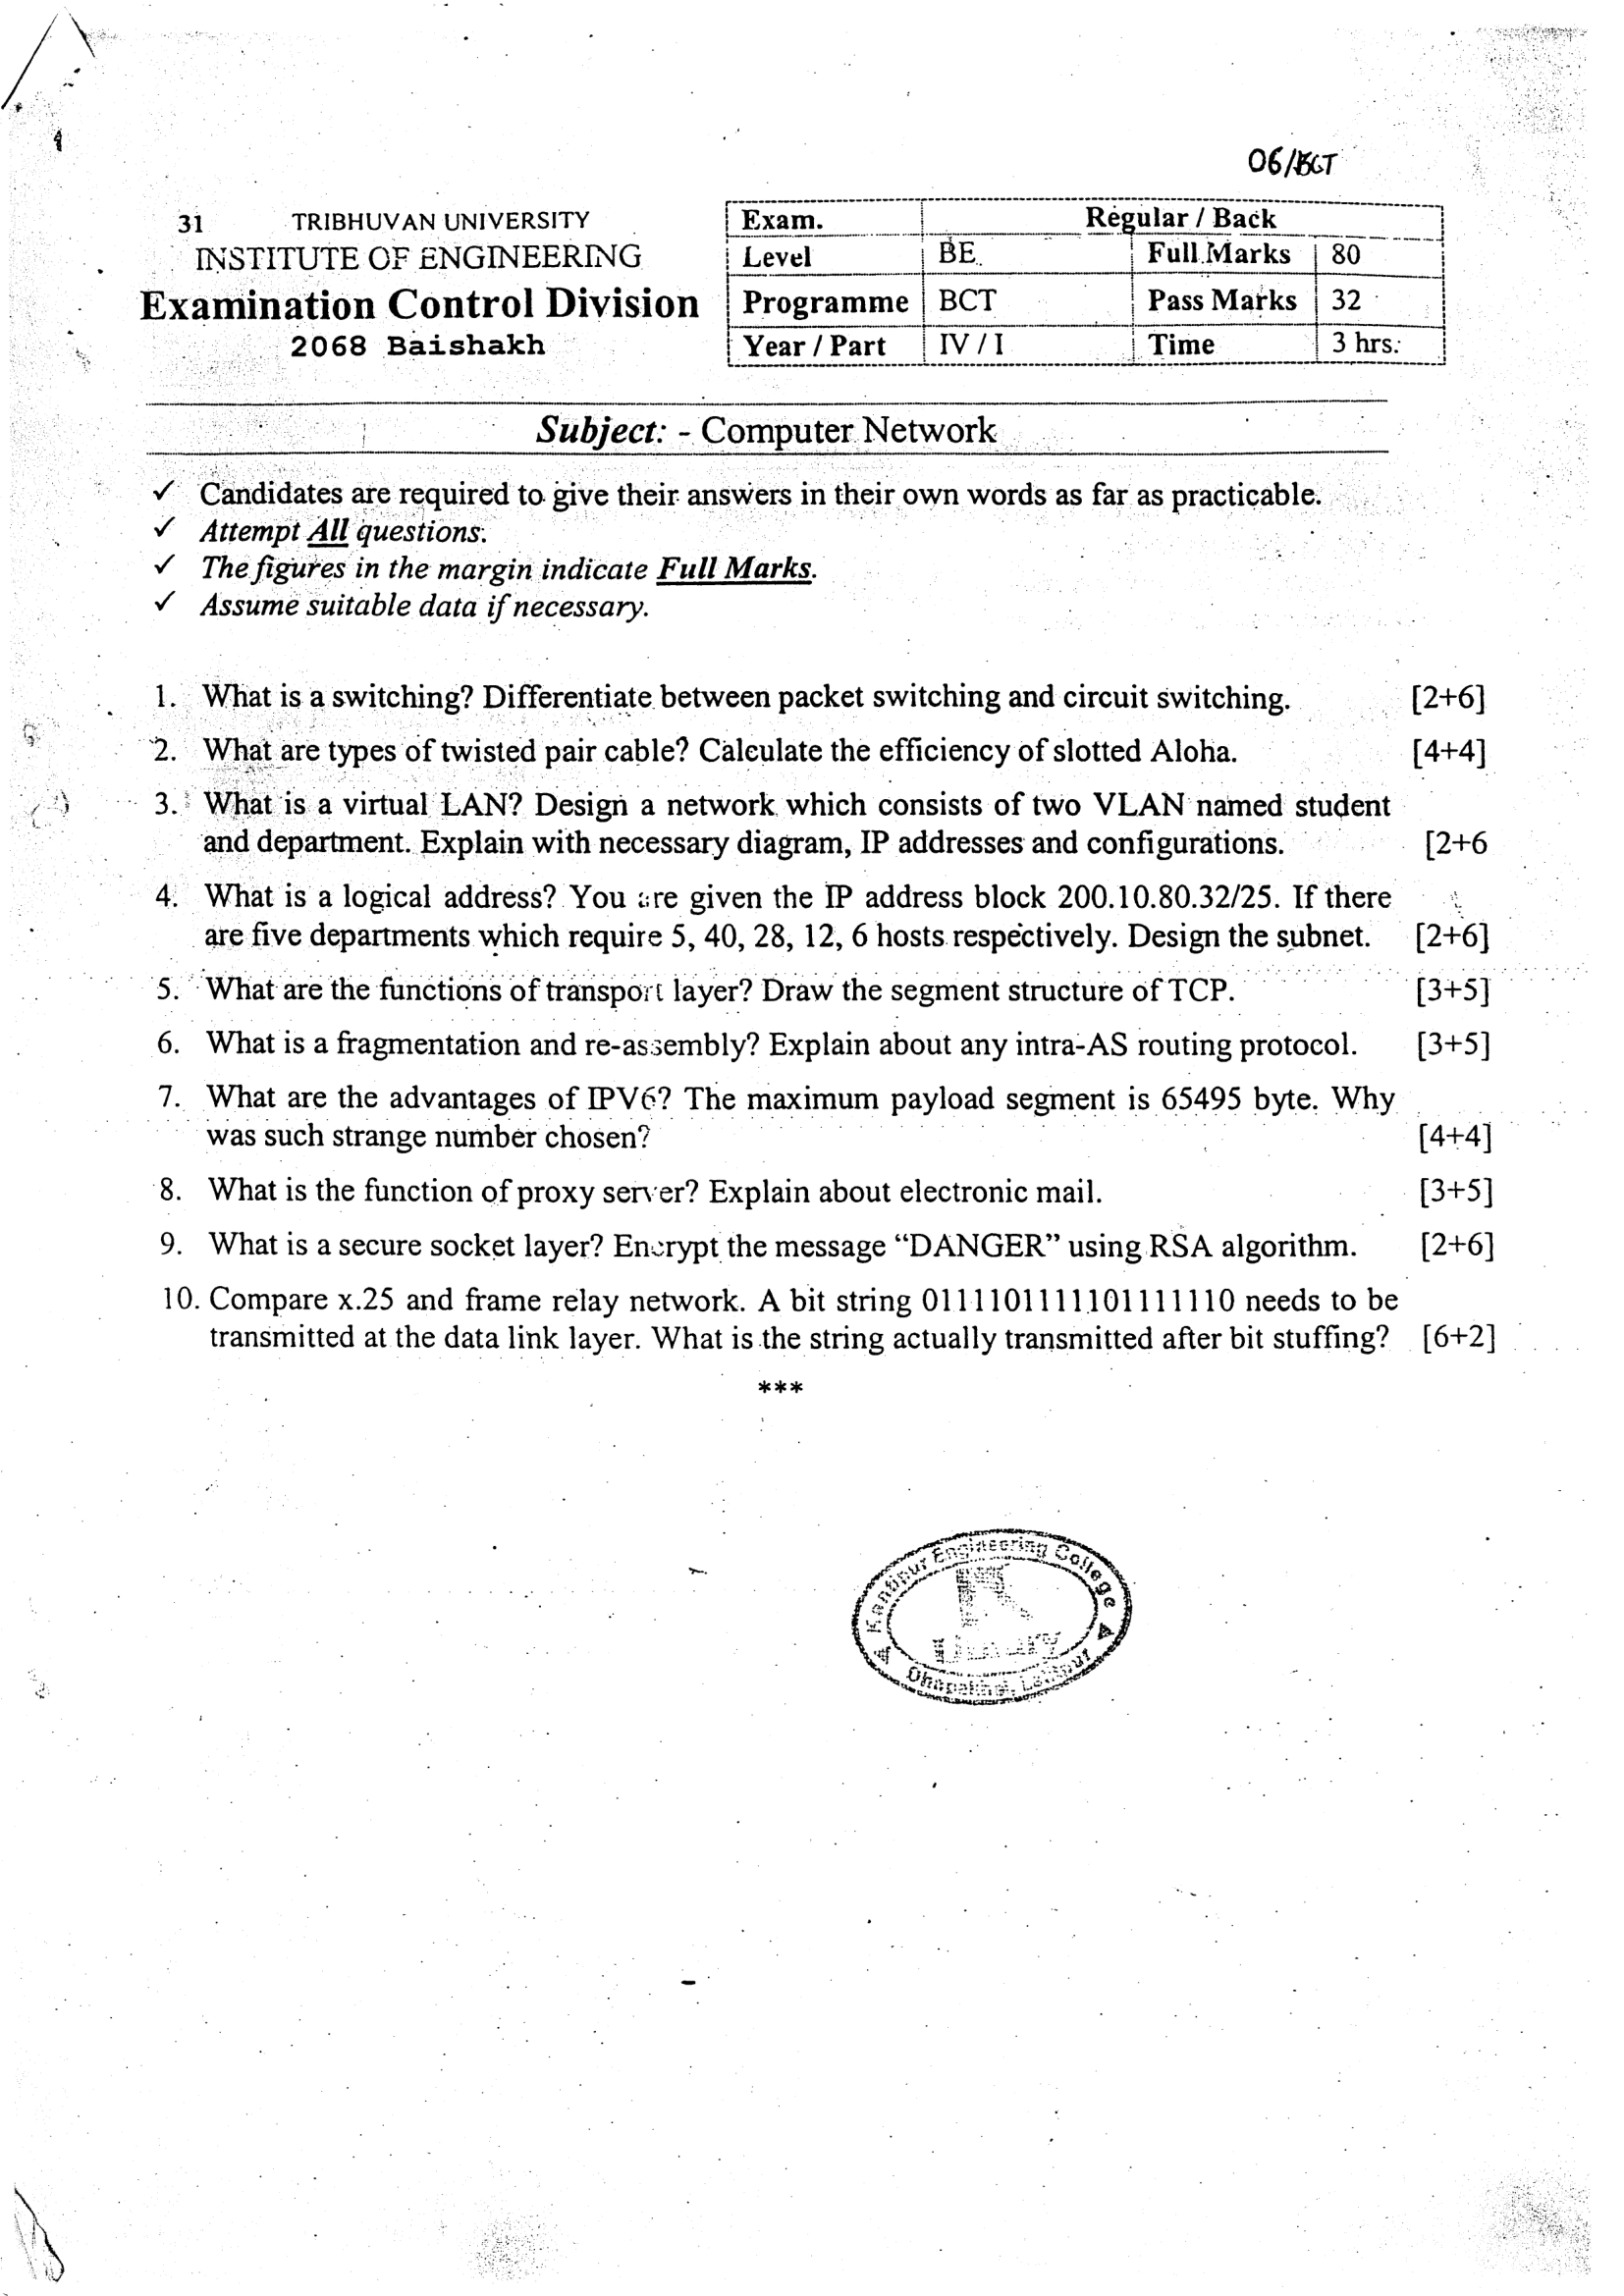 06/BCT
31 TRIBHUVAN UNIVERSITY
INSTITUTE OF ENGINEERING
Examination Control Division
2068 Baishakh
Exam. Regular / Back
Level BE Full Marks 80
Programme BCT Pass Marks 32
Year / Part IV / I Time 3 hrs.
Subject: - Computer Network
✓ Candidates are required to give their answers in their own words as far as practicable.
✓ Attempt All questions.
✓ The figures in the margin indicate Full Marks.
✓ Assume suitable data if necessary.
1. What is a switching? Differentiate between packet switching and circuit switching. [2+6]
2. What are types of twisted pair cable? Calculate the efficiency of slotted Aloha. [4+4]
3. What is a virtual LAN? Design a network which consists of two VLAN named student
and department. Explain with necessary diagram, IP addresses and configurations. [2+6
4. What is a logical address? You are given the IP address block 200.10.80.32/25. If there
are five departments which require 5, 40, 28, 12, 6 hosts respectively. Design the subnet. [2+6]
5. What are the functions of transport layer? Draw the segment structure of TCP. [3+5]
6. What is a fragmentation and re-assembly? Explain about any intra-AS routing protocol. [3+5]
7. What are the advantages of IPV6? The maximum payload segment is 65495 byte. Why
was such strange number chosen? [4+4]
8. What is the function of proxy server? Explain about electronic mail. [3+5]
9. What is a secure socket layer? Encrypt the message “DANGER” using RSA algorithm. [2+6]
10. Compare x.25 and frame relay network. A bit string 0111101111101111110 needs to be
transmitted at the data link layer. What is the string actually transmitted after bit stuffing? [6+2]
***
Kantipur Engineering College
Library
Dhapakhel, Lalitpur